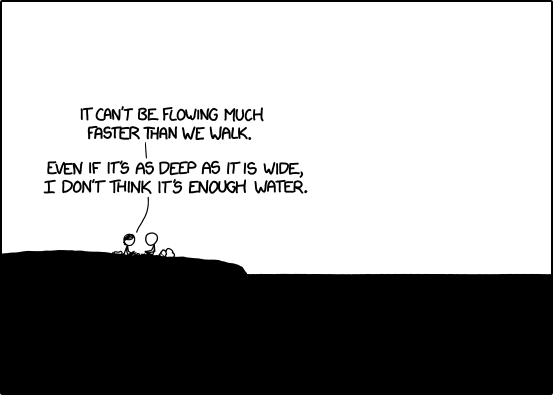 IT CAN'T BE FLOWING MUCH
FASTER THAN WE WALK.
EVEN IF IT'S AS DEEP AS IT IS WIDE,
I DON'T THINK IT'S ENOUGH WATER.